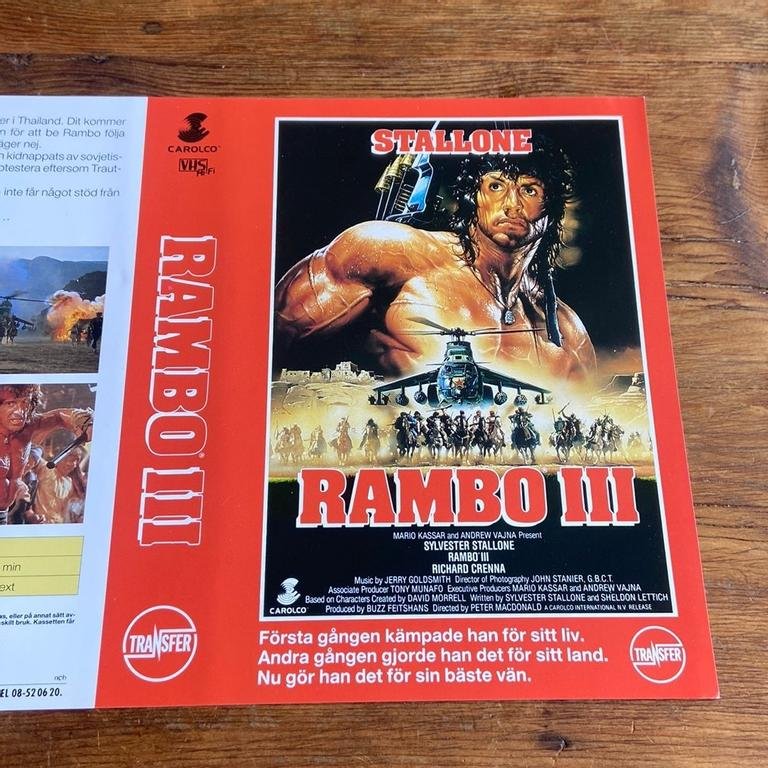 er i Thailand. Dit kommer
n för att be Rambo följa
äger nej.
n kidnappats av sovjetis-
otestera eftersom Traut-
inte får något stöd från
..
min
ext
as, eller på annat sätt av-
skilt bruk. Kassetten får
och
EL 08-52 06 20.
CAROLCO
VHS
Hi-Fi
RAMBO III
TRANSFER
STALLONE
RAMBO III
MARIO KASSAR and ANDREW VAJNA Present
SYLVESTER STALLONE
RAMBO III
RICHARD CRENNA
Music by JERRY GOLDSMITH Director of Photography JOHN STANIER, G.B.C.T.
Associate Producer TONY MUNAFO Executive Producers MARIO KASSAR and ANDREW VAJNA
Based on Characters Created by DAVID MORRELL Written by SYLVESTER STALLONE and SHELDON LETTICH
Produced by BUZZ FEITSHANS Directed by PETER MACDONALD A CAROLCO INTERNATIONAL N.V. RELEASE
CAROLCO
Första gången kämpade han för sitt liv.
Andra gången gjorde han det för sitt land.
Nu gör han det för sin bäste vän.
TRANSFER